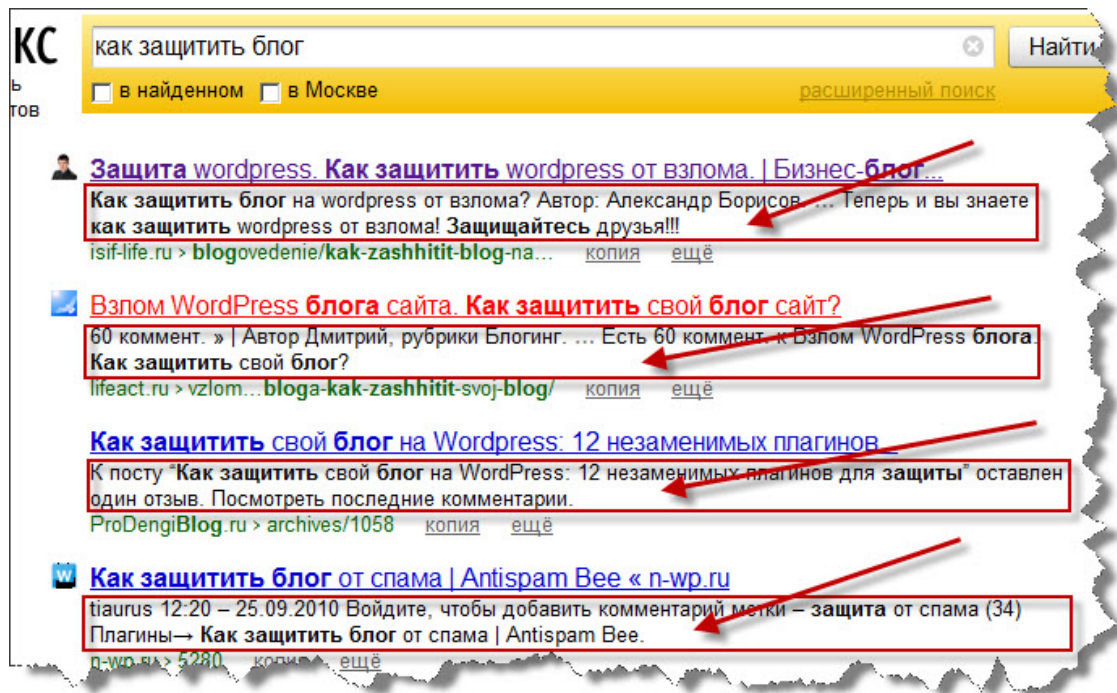 КС
как защитить блог
Найти
ь
тов
в найденном в Москве
расширенный поиск
Защита wordpress. Как защитить wordpress от взлома. | Бизнес-блог...
Как защитить блог на wordpress от взлома? Автор: Александр Борисов. … Теперь и вы знаете
как защитить wordpress от взлома! Защищайтесь друзья!!!
isif-life.ru › blogovedenie/kak-zashhitit-blog-na… копия ещё
Взлом WordPress блога сайта. Как защитить свой блог сайт?
60 коммент. » | Автор Дмитрий, рубрики Блогинг. … Есть 60 коммент. к Взлом WordPress блога.
Как защитить свой блог?
lifeact.ru › vzlom…bloga-kak-zashhitit-svoj-blog/ копия ещё
Как защитить свой блог на Wordpress: 12 незаменимых плагинов...
К посту “Как защитить свой блог на WordPress: 12 незаменимых плагинов для защиты” оставлен
один отзыв. Посмотреть последние комментарии.
ProDengiBlog.ru › archives/1058 копия ещё
w
Как защитить блог от спама | Antispam Bee « n-wp.ru
tiaurus 12:20 – 25.09.2010 Войдите, чтобы добавить комментарий метки – защита от спама (34)
Плагины→ Как защитить блог от спама | Antispam Bee.
n-wp.ru › 5280 копия ещё